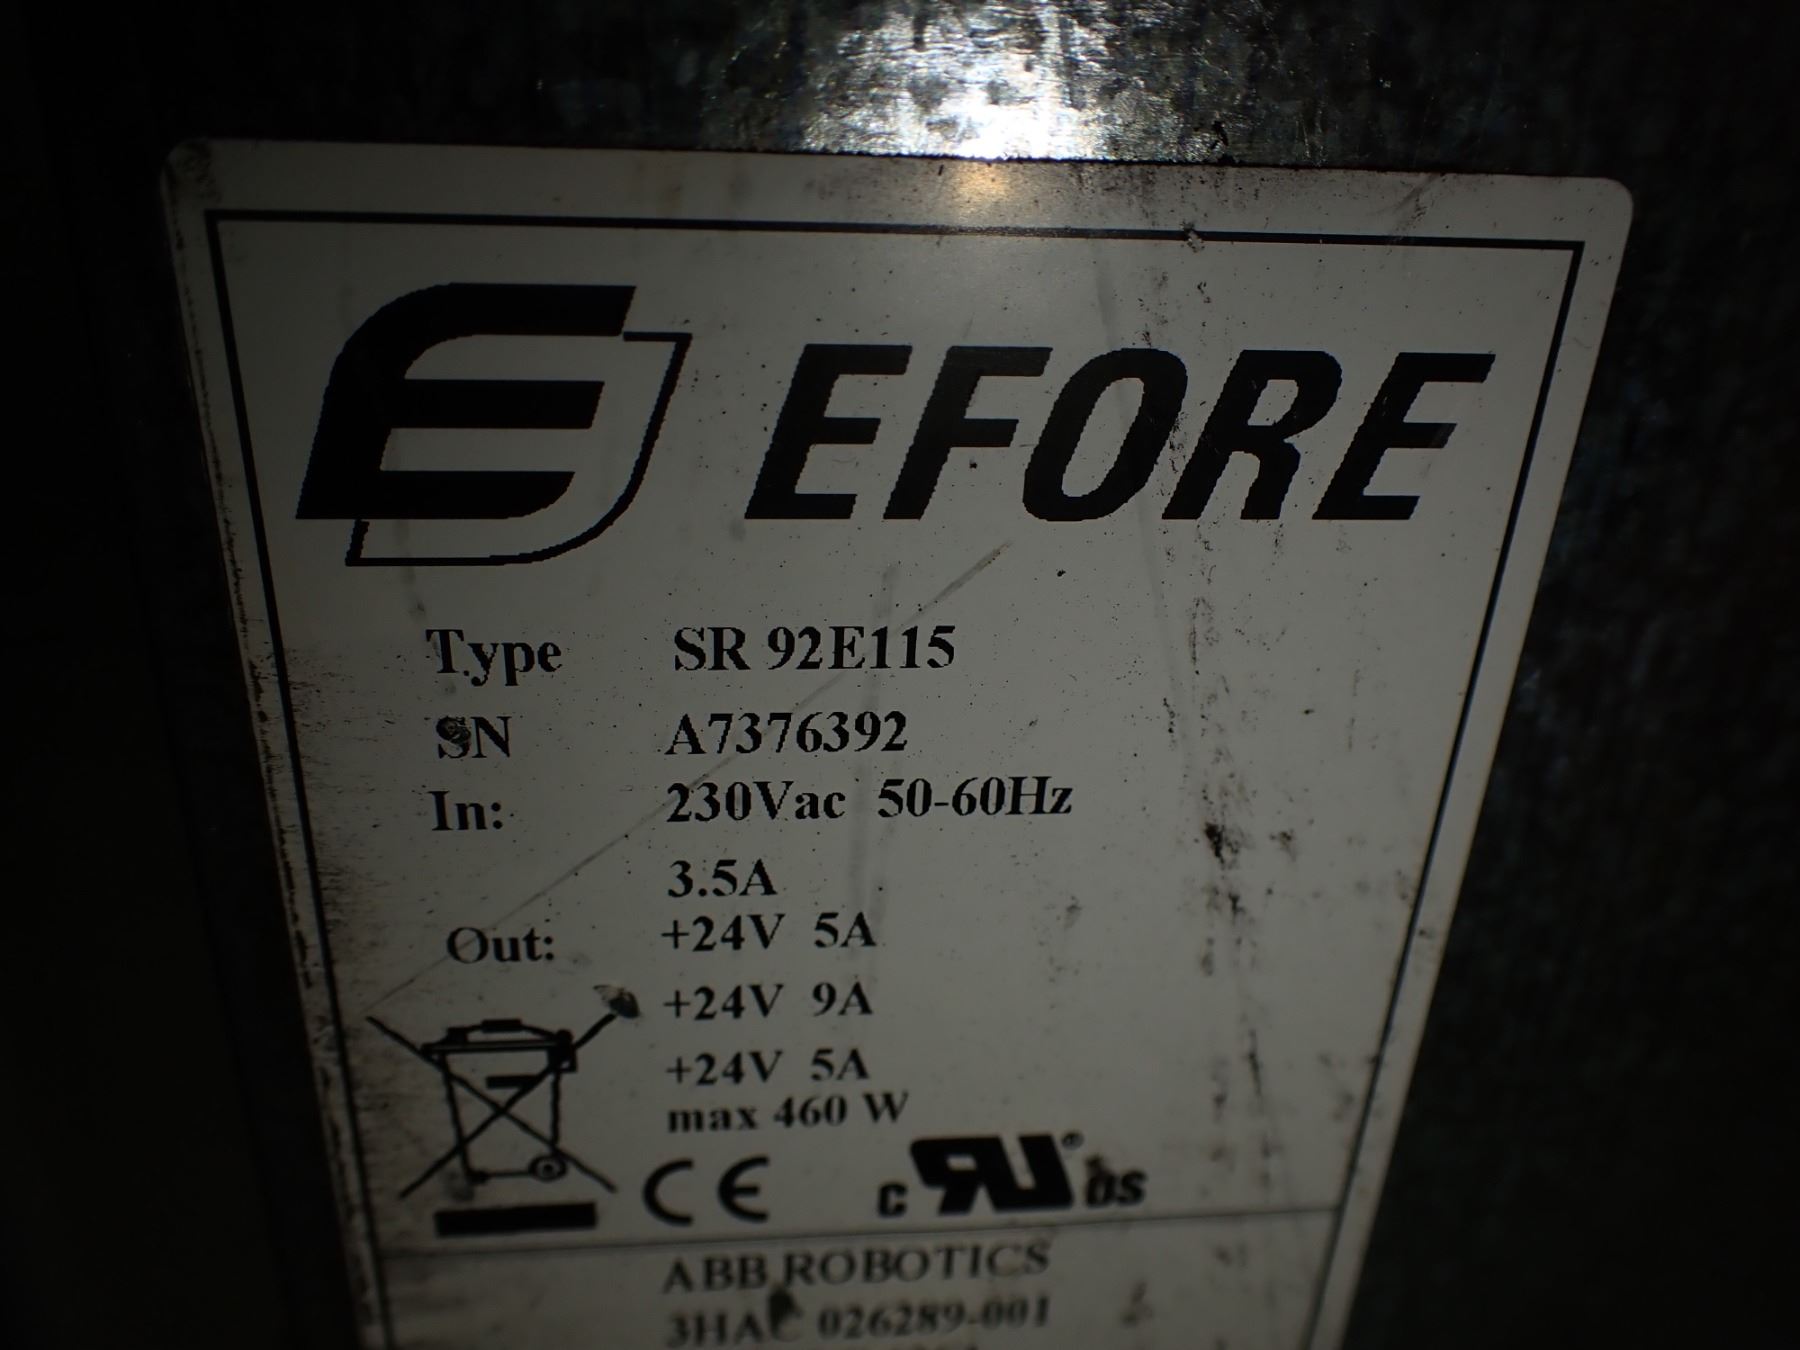 EFORE
Type SR 92E115
SN A7376392
In: 230Vac 50-60Hz
3.5A
Out: +24V 5A
+24V 9A
+24V 5A
max 460 W
CE c RU ® US
ABB ROBOTICS
3HAC 026289-001